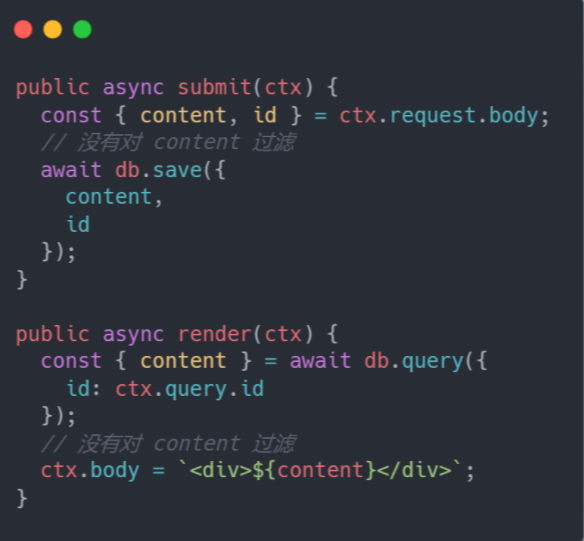 public async submit(ctx) {
  const { content, id } = ctx.request.body;
  // 没有对 content 过滤
  await db.save({
    content,
    id
  });
}

public async render(ctx) {
  const { content } = await db.query({
    id: ctx.query.id
  });
  // 没有对 content 过滤
  ctx.body = `<div>${content}</div>`;
}